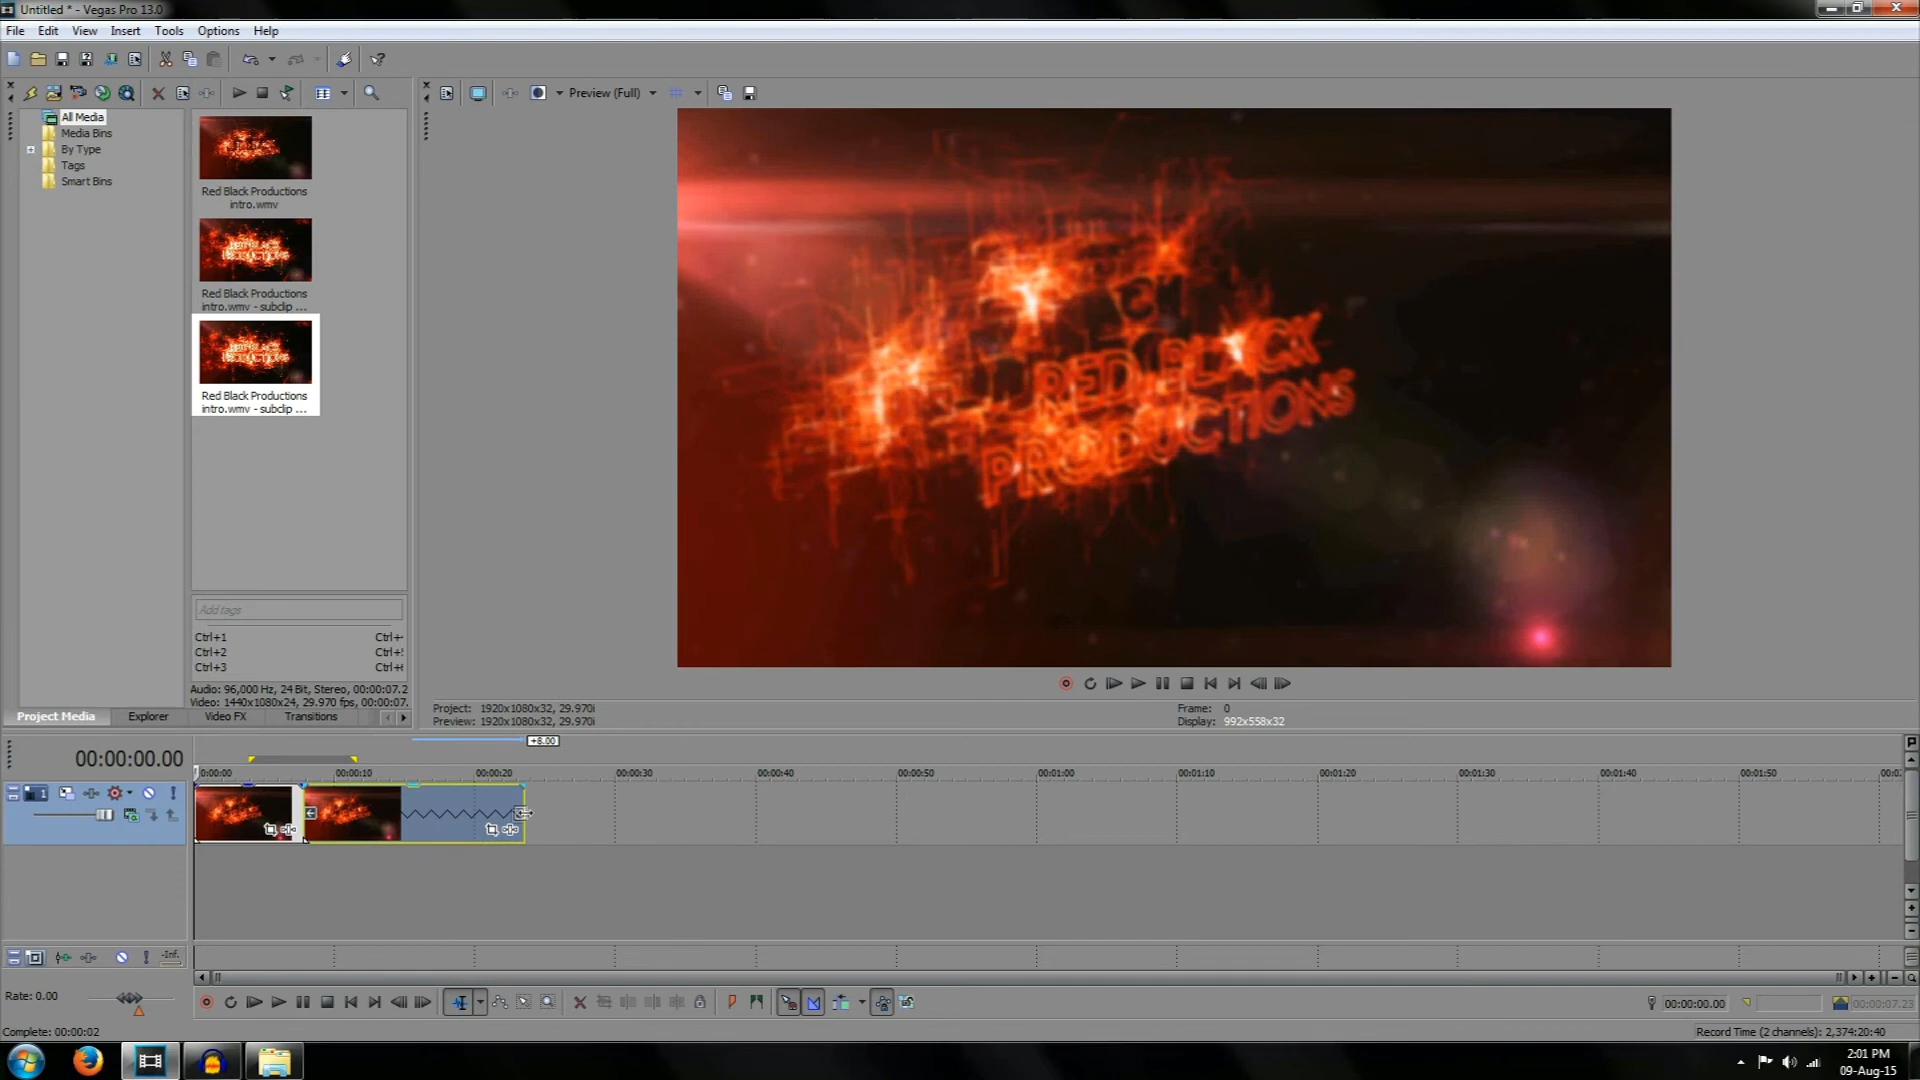 Untitled * - Vegas Pro 13.0
File Edit View Insert Tools Options Help
Preview (Full)
All Media
Media Bins
By Type
Tags
Smart Bins
Red Black Productions
intro.wmv
Red Black Productions
intro.wmv - subclip ...
Red Black Productions
intro.wmv - subclip ...
RED BLACK
PRODUCTIONS
Add tags
Ctrl+1
Ctrl+2
Ctrl+3
Audio: 96,000 Hz, 24 Bit, Stereo, 00:00:07.2
Video: 1440x1080x24, 29.970 fps, 00:00:07.
Project Media Explorer Video FX Transitions
Project: 1920x1080x32, 29.970i
Preview: 1920x1080x32, 29.970i
Frame: 0
Display: 992x558x32
+8.00
00:00:00.00
0:00:00 00:00:10 00:00:20 00:00:30 00:00:40 00:00:50 00:01:00 00:01:10 00:01:20 00:01:30 00:01:40 00:01:50
1
-Inf.
Rate: 0.00
00:00:00.00
00:00:07.23
Complete: 00:00:02
Record Time (2 channels): 2,374:20:40
2:01 PM
09-Aug-15